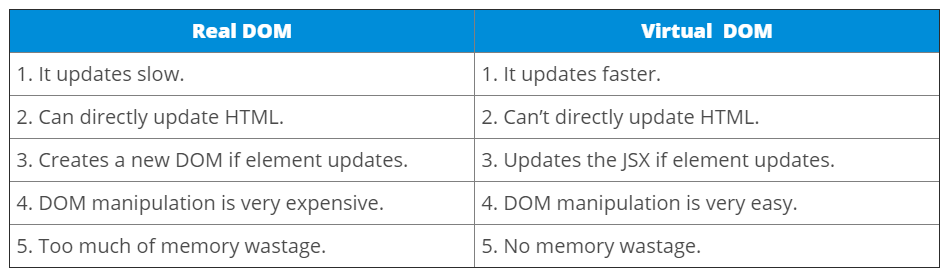 Real DOM
Virtual DOM
1. It updates slow.
1. It updates faster.
2. Can directly update HTML.
2. Can’t directly update HTML.
3. Creates a new DOM if element updates.
3. Updates the JSX if element updates.
4. DOM manipulation is very expensive.
4. DOM manipulation is very easy.
5. Too much of memory wastage.
5. No memory wastage.